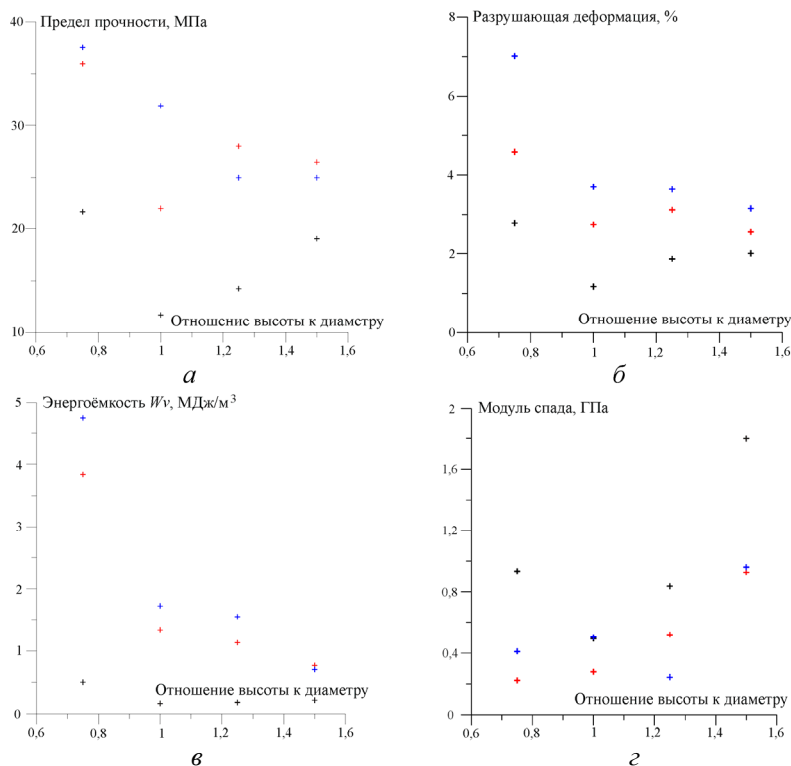 Предел прочности, МПа
40
30
20
10
0,6 0,8 1 1,2 1,4 1,6
Отношснис высоты к диамстру
а
Разрушающая деформация, %
8
6
4
2
0
0,6 0,8 1 1,2 1,4 1,6
Отношение высоты к диаметру
б
Энергоёмкость Wv, МДж/м³
5
4
3
2
1
0
0,6 0,8 1 1,2 1,4 1,6
Отношение высоты к диаметру
в
Модуль спада, ГПа
2
1,6
1,2
0,8
0,4
0
0,6 0,8 1 1,2 1,4 1,6
Отношение высоты к диаметру
г